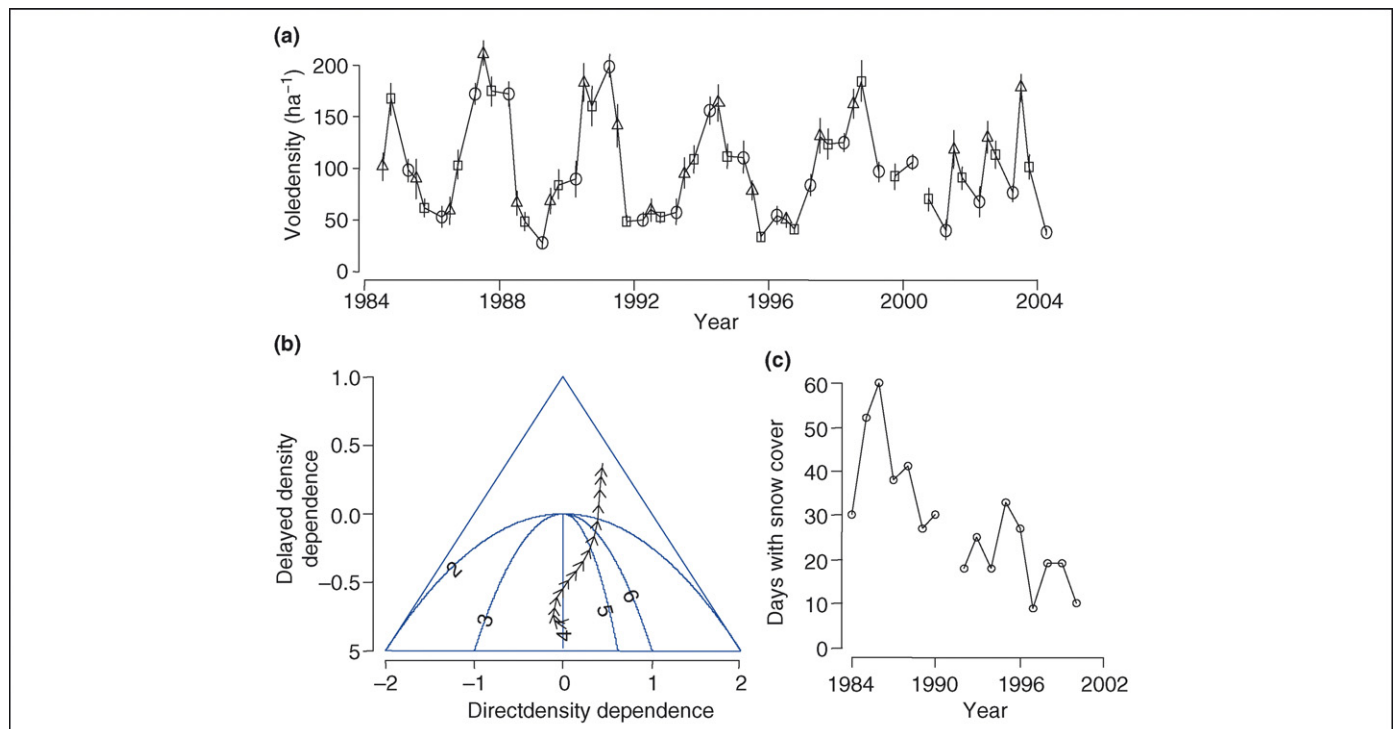 (a)
Voledensity (ha⁻¹)
200
150
100
50
0
1984 1988 1992 1996 2000 2004
Year
(b)
Delayed density
dependence
1.0
0.5
0.0
−0.5
5
2
3
4
5
6
−2 −1 0 1 2
Directdensity dependence
(c)
Days with snow cover
60
50
40
30
20
10
0
1984 1990 1996 2002
Year